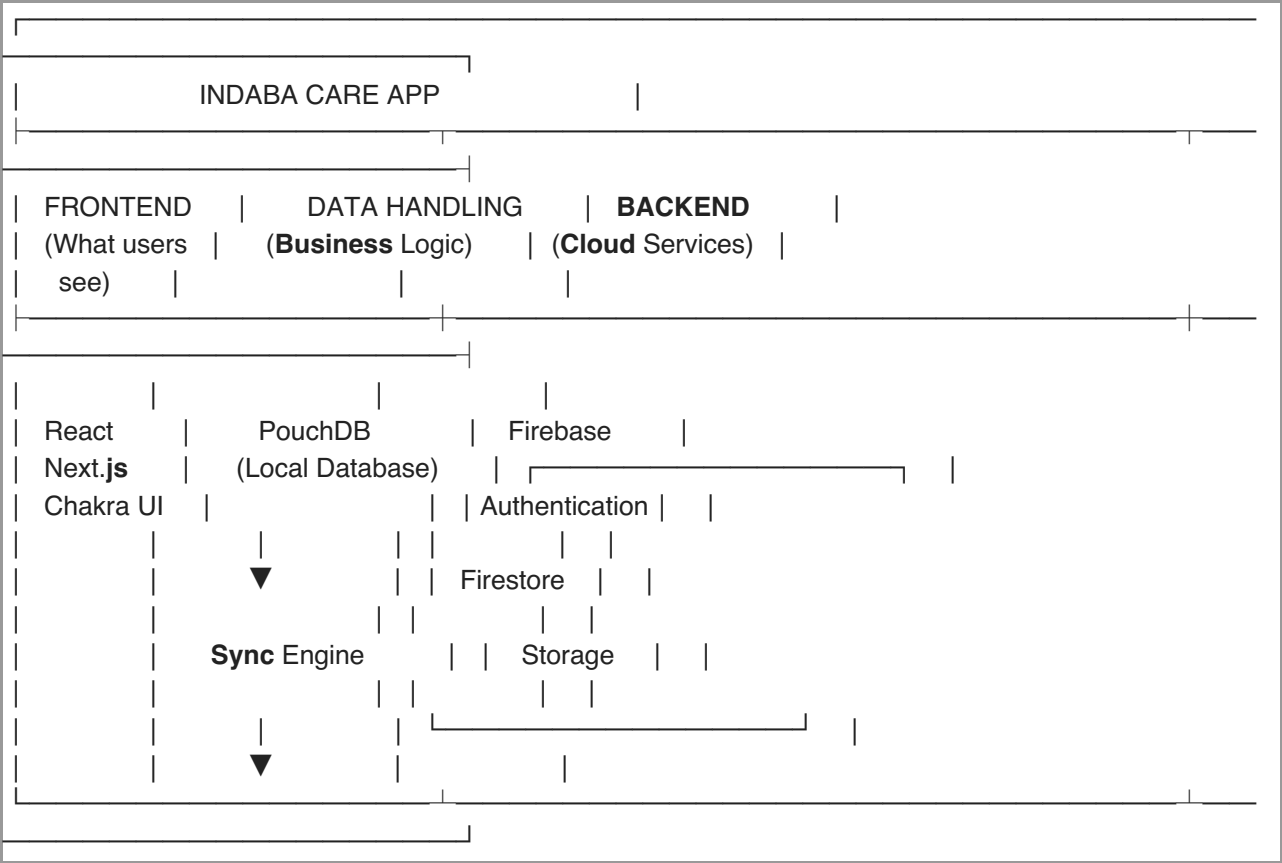 INDABA CARE APP
FRONTEND | DATA HANDLING | BACKEND
(What users | (Business Logic) | (Cloud Services)
see)
React | PouchDB | Firebase
Next.js | (Local Database)
Chakra UI | Authentication
▼ Firestore
Sync Engine | Storage
▼